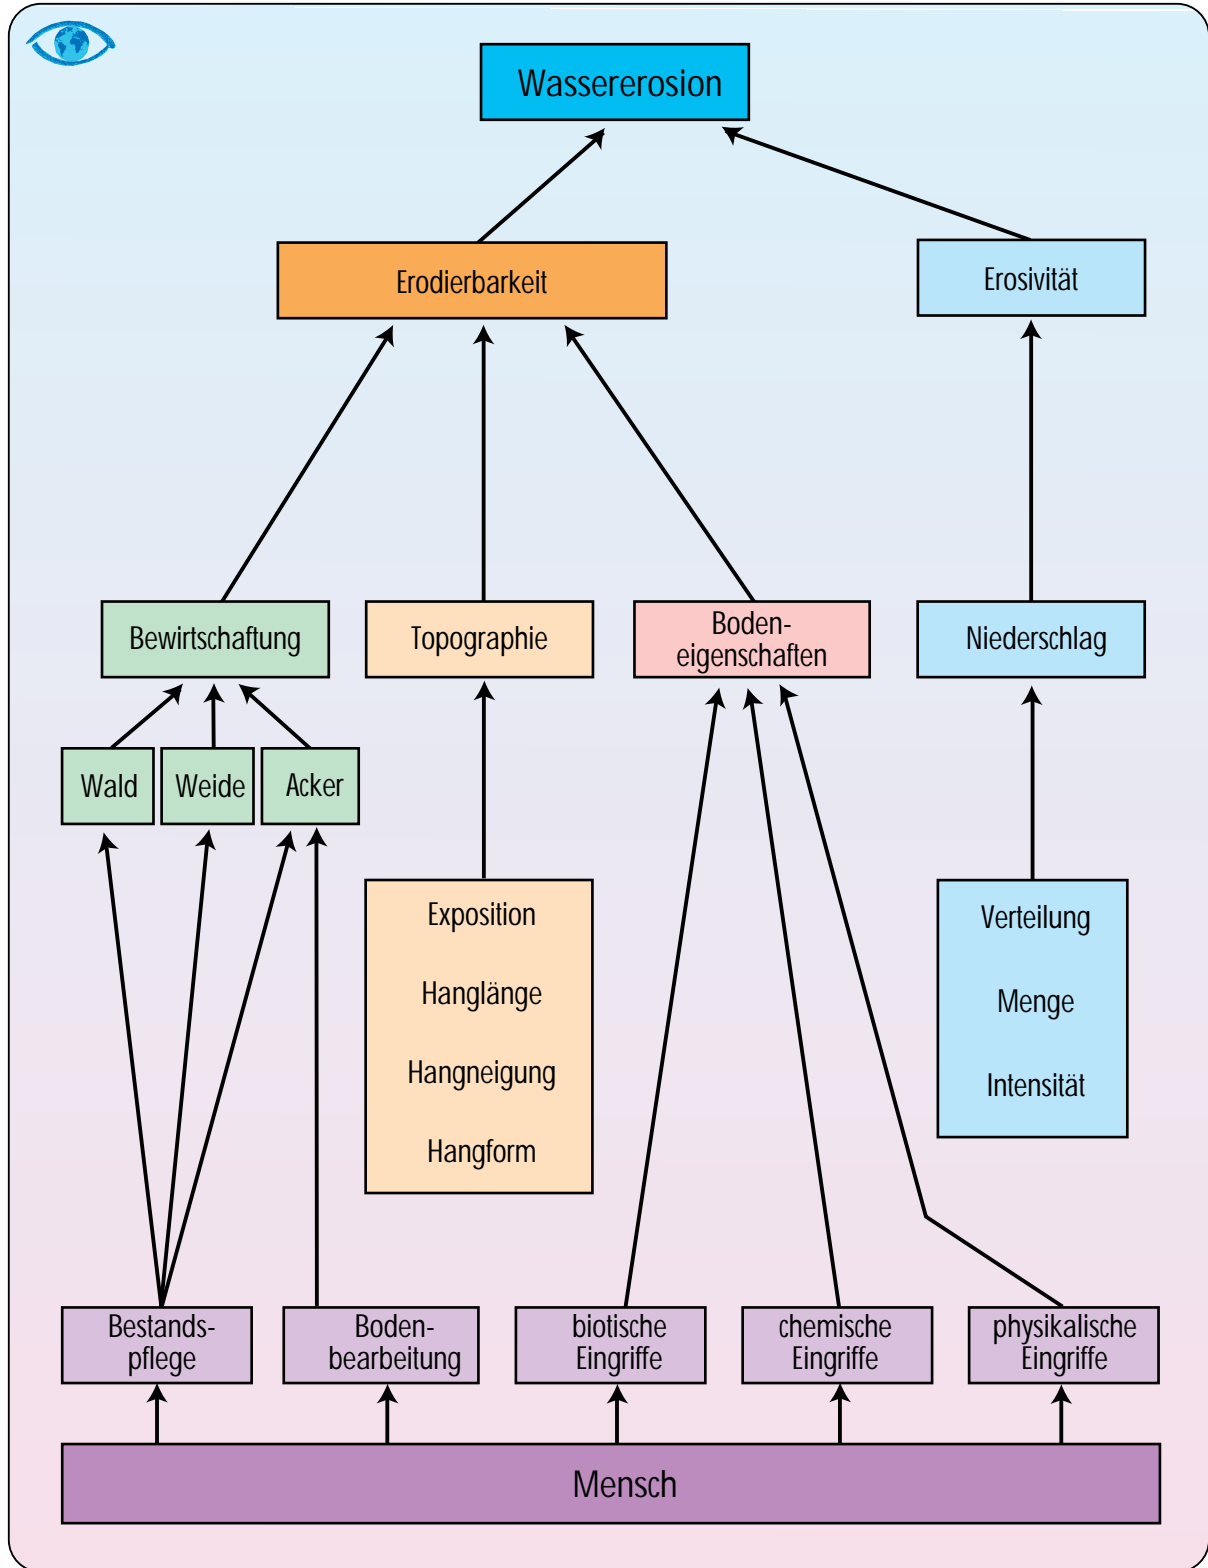 Wassererosion
Erodierbarkeit
Erosivität
Bewirtschaftung
Topographie
Boden-
eigenschaften
Niederschlag
Wald
Weide
Acker
Exposition
Hanglänge
Hangneigung
Hangform
Verteilung
Menge
Intensität
Bestands-
pflege
Boden-
bearbeitung
biotische
Eingriffe
chemische
Eingriffe
physikalische
Eingriffe
Mensch